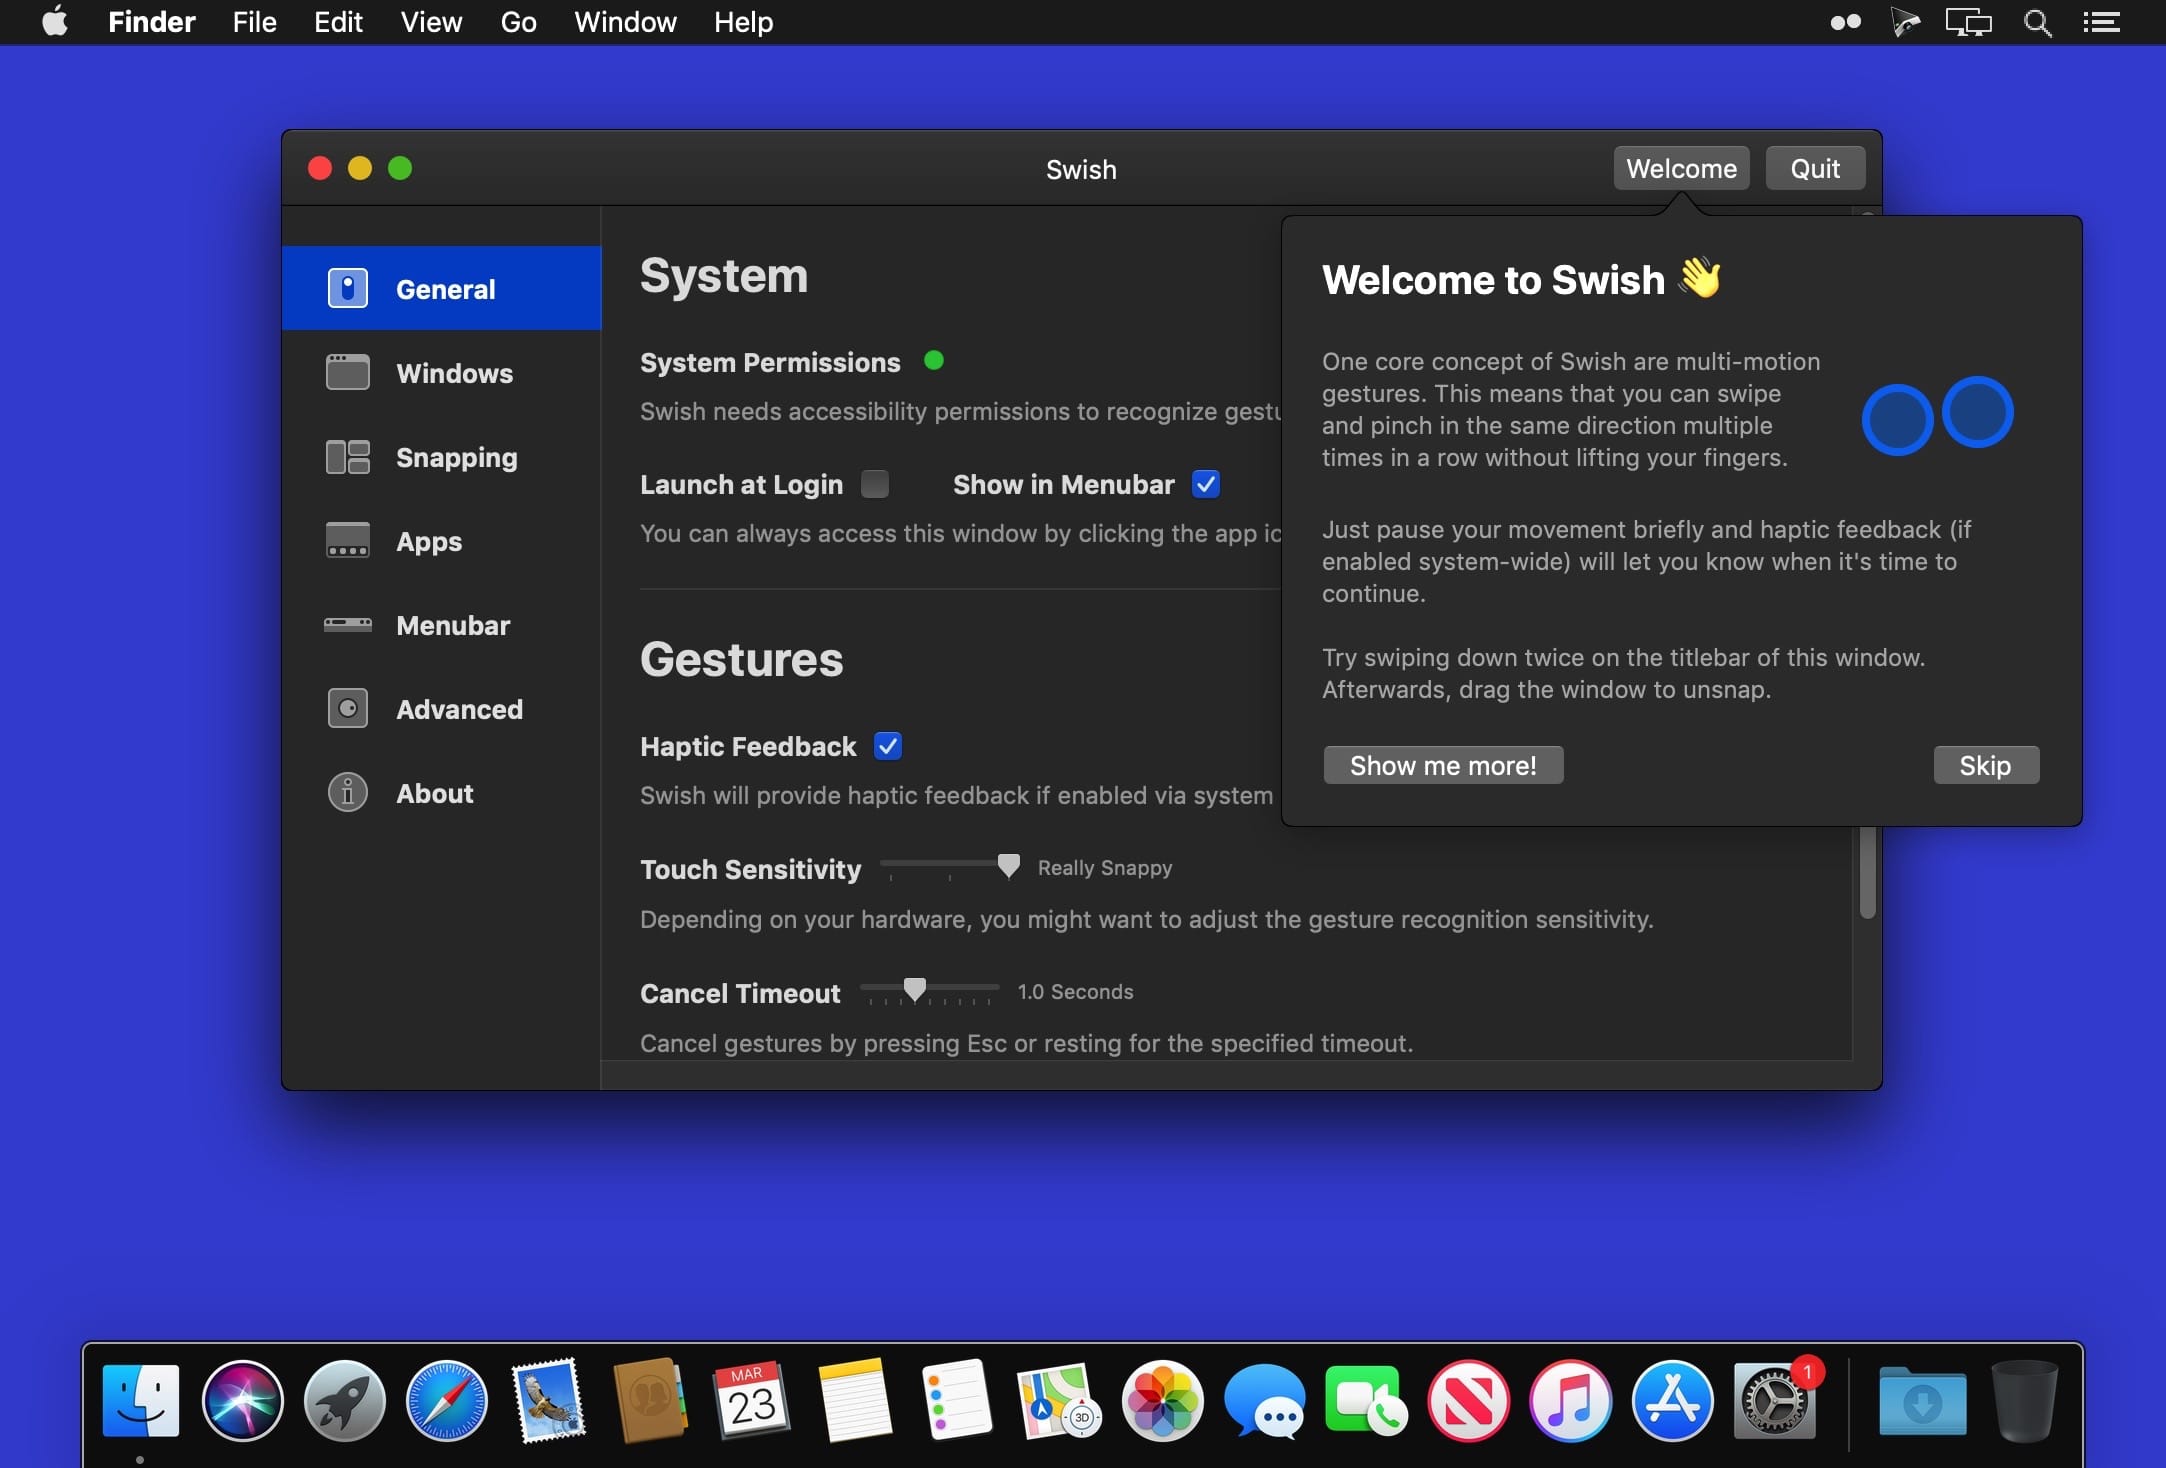 Finder File Edit View Go Window Help
Swish
Welcome
Quit
General
Windows
Snapping
Apps
Menubar
Advanced
About
System
System Permissions
Swish needs accessibility permissions to recognize gestu
Launch at Login
Show in Menubar
You can always access this window by clicking the app ic
Gestures
Haptic Feedback
Swish will provide haptic feedback if enabled via system
Touch Sensitivity
Really Snappy
Depending on your hardware, you might want to adjust the gesture recognition sensitivity.
Cancel Timeout
1.0 Seconds
Cancel gestures by pressing Esc or resting for the specified timeout.
Welcome to Swish 👋
One core concept of Swish are multi-motion
gestures. This means that you can swipe
and pinch in the same direction multiple
times in a row without lifting your fingers.
Just pause your movement briefly and haptic feedback (if
enabled system-wide) will let you know when it's time to
continue.
Try swiping down twice on the titlebar of this window.
Afterwards, drag the window to unsnap.
Show me more!
Skip
MAR
23
3D
1